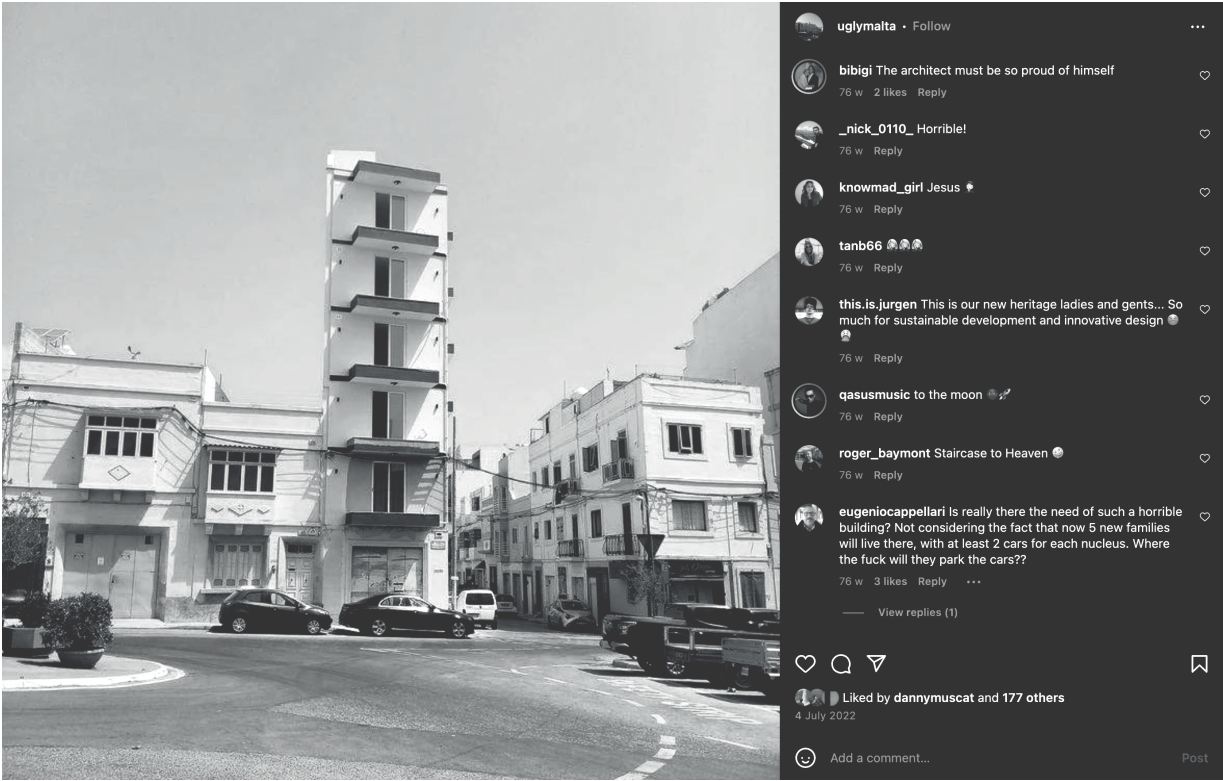 uglymalta • Follow
bibigi The architect must be so proud of himself
76 w 2 likes Reply
_nick_0110_ Horrible!
76 w Reply
knowmad_girl Jesus
76 w Reply
tanb66
76 w Reply
this.is.jurgen This is our new heritage ladies and gents... So
much for sustainable development and innovative design
76 w Reply
qasusmusic to the moon
76 w Reply
roger_baymont Staircase to Heaven
76 w Reply
eugeniocappellari Is really there the need of such a horrible
building? Not considering the fact that now 5 new families
will live there, with at least 2 cars for each nucleus. Where
the fuck will they park the cars??
76 w 3 likes Reply
View replies (1)
Liked by dannymuscat and 177 others
4 July 2022
Add a comment...
Post